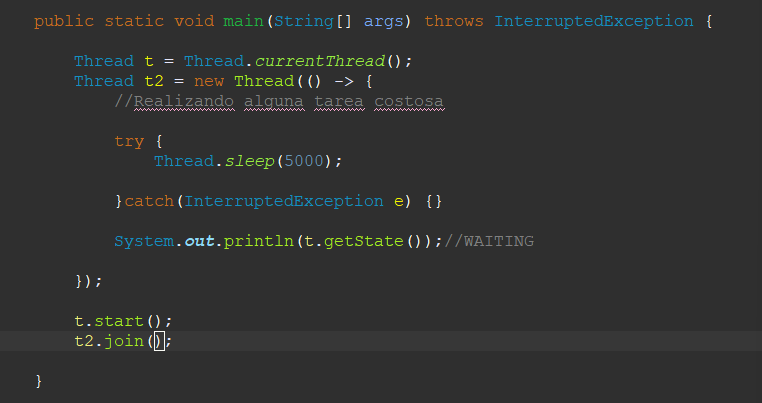 public static void main(String[] args) throws InterruptedException {
Thread t = Thread.currentThread();
Thread t2 = new Thread(() -> {
//Realizando alguna tarea costosa
try {
Thread.sleep(5000);
}catch(InterruptedException e) {}
System.out.println(t.getState());//WAITING
});
t.start();
t2.join();
}